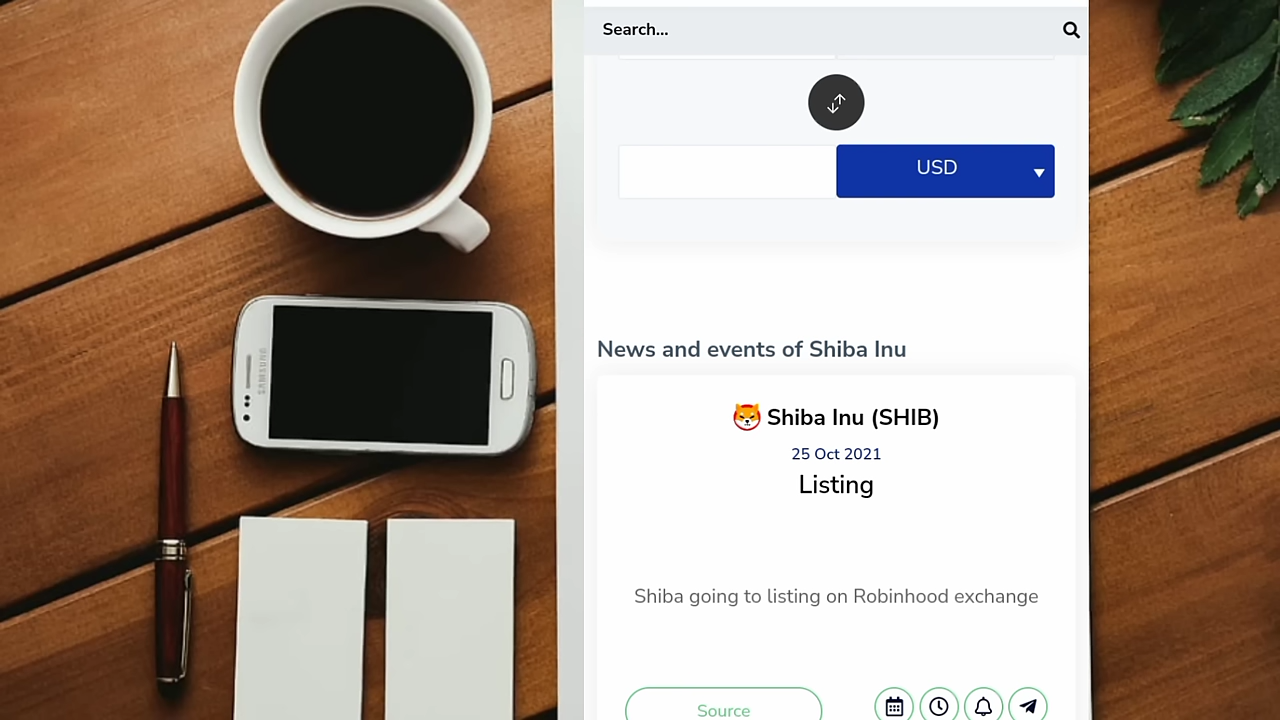 Search...
USD
News and events of Shiba Inu
Shiba Inu (SHIB)
25 Oct 2021
Listing
Shiba going to listing on Robinhood exchange
Source
SAMSUNG